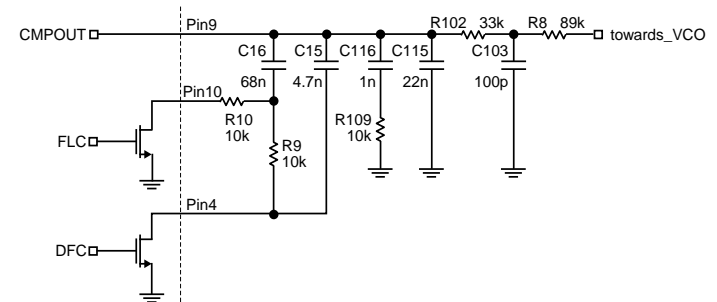 CMPOUT
Pin9
R102 33k
R8 89k
towards_VCO
C16
68n
C15
4.7n
C116
1n
C115
22n
C103
100p
Pin10
R10
10k
R9
10k
R109
10k
FLC
Pin4
DFC